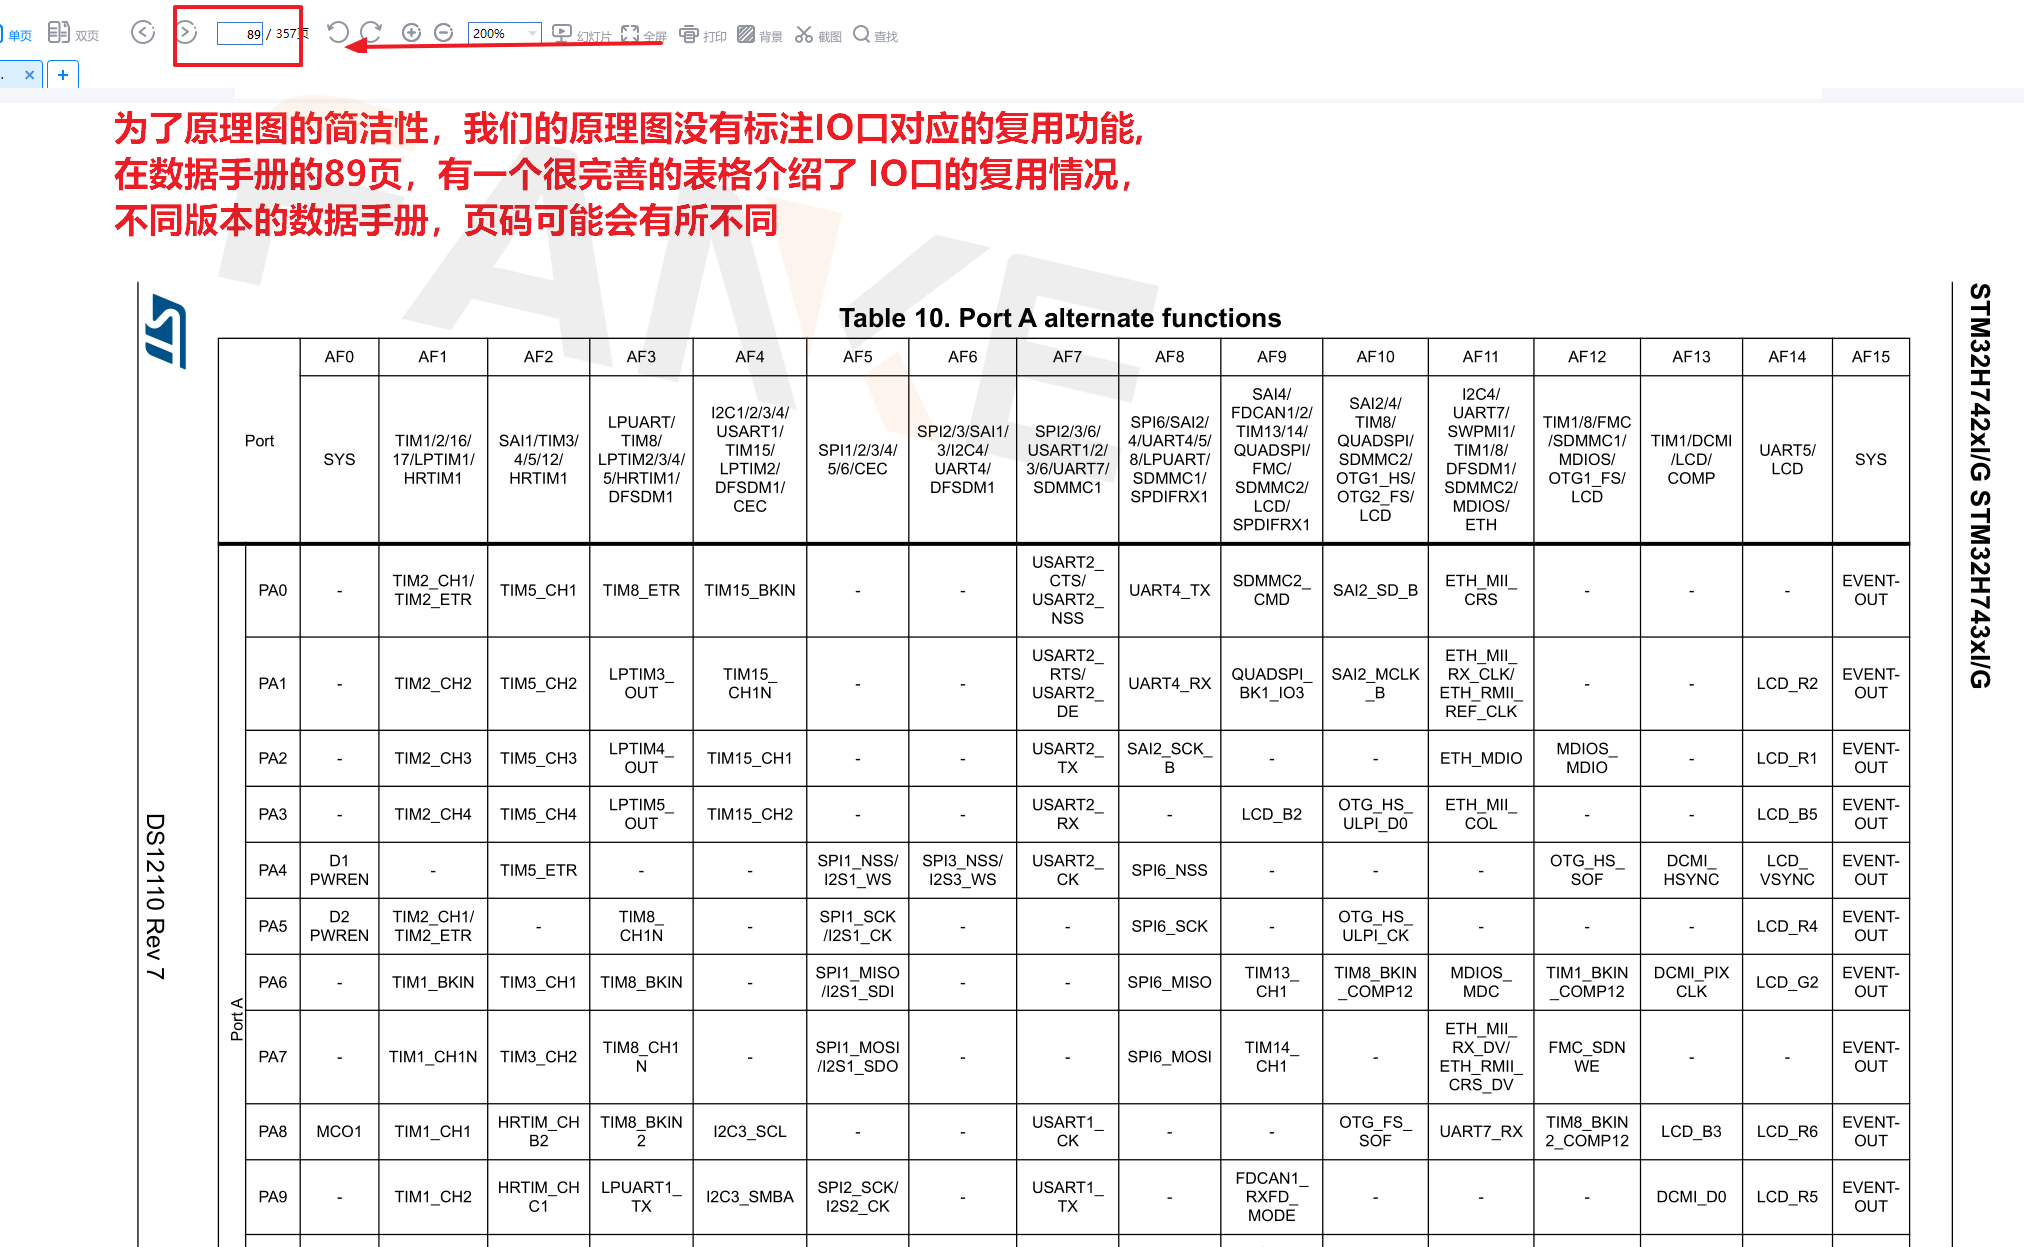 单页 双页 89 / 357页 200% 幻灯片 全屏 打印 背景 截图 查找
. × +
为了原理图的简洁性，我们的原理图没有标注IO口对应的复用功能,
在数据手册的89页，有一个很完善的表格介绍了 IO口的复用情况，
不同版本的数据手册，页码可能会有所不同
FANKE
ST
STM32H742xI/G STM32H743xI/G
DS12110 Rev 7
Table 10. Port A alternate functions
Port AF0 AF1 AF2 AF3 AF4 AF5 AF6 AF7 AF8 AF9 AF10 AF11 AF12 AF13 AF14 AF15
SYS TIM1/2/16/17/LPTIM1/HRTIM1 SAI1/TIM3/4/5/12/HRTIM1 LPUART/TIM8/LPTIM2/3/4/5/HRTIM1/DFSDM1 I2C1/2/3/4/USART1/TIM15/LPTIM2/DFSDM1/CEC SPI1/2/3/4/5/6/CEC SPI2/3/SAI1/3/I2C4/UART4/DFSDM1 SPI2/3/6/USART1/2/3/6/UART7/SDMMC1 SPI6/SAI2/4/UART4/5/8/LPUART/SDMMC1/SPDIFRX1 SAI4/FDCAN1/2/TIM13/14/QUADSPI/FMC/SDMMC2/LCD/SPDIFRX1 SAI2/4/TIM8/QUADSPI/SDMMC2/OTG1_HS/OTG2_FS/LCD I2C4/UART7/SWPMI1/TIM1/8/DFSDM1/SDMMC2/MDIOS/ETH TIM1/8/FMC/SDMMC1/MDIOS/OTG1_FS/LCD TIM1/DCMI/LCD/COMP UART5/LCD SYS
Port A
PA0 - TIM2_CH1/TIM2_ETR TIM5_CH1 TIM8_ETR TIM15_BKIN - - USART2_CTS/USART2_NSS UART4_TX SDMMC2_CMD SAI2_SD_B ETH_MII_CRS - - - EVENT-OUT
PA1 - TIM2_CH2 TIM5_CH2 LPTIM3_OUT TIM15_CH1N - - USART2_RTS/USART2_DE UART4_RX QUADSPI_BK1_IO3 SAI2_MCLK_B ETH_MII_RX_CLK/ETH_RMII_REF_CLK - - LCD_R2 EVENT-OUT
PA2 - TIM2_CH3 TIM5_CH3 LPTIM4_OUT TIM15_CH1 - - USART2_TX SAI2_SCK_B - - ETH_MDIO MDIOS_MDIO - LCD_R1 EVENT-OUT
PA3 - TIM2_CH4 TIM5_CH4 LPTIM5_OUT TIM15_CH2 - - USART2_RX - LCD_B2 OTG_HS_ULPI_D0 ETH_MII_COL - - LCD_B5 EVENT-OUT
PA4 D1PWREN - TIM5_ETR - - SPI1_NSS/I2S1_WS SPI3_NSS/I2S3_WS USART2_CK SPI6_NSS - - - OTG_HS_SOF DCMI_HSYNC LCD_VSYNC EVENT-OUT
PA5 D2PWREN TIM2_CH1/TIM2_ETR - TIM8_CH1N - SPI1_SCK/I2S1_CK - - SPI6_SCK - OTG_HS_ULPI_CK - - - LCD_R4 EVENT-OUT
PA6 - TIM1_BKIN TIM3_CH1 TIM8_BKIN - SPI1_MISO/I2S1_SDI - - SPI6_MISO TIM13_CH1 TIM8_BKIN_COMP12 MDIOS_MDC TIM1_BKIN_COMP12 DCMI_PIXCLK LCD_G2 EVENT-OUT
PA7 - TIM1_CH1N TIM3_CH2 TIM8_CH1N - SPI1_MOSI/I2S1_SDO - - SPI6_MOSI TIM14_CH1 - ETH_MII_RX_DV/ETH_RMII_CRS_DV FMC_SDNWE - - EVENT-OUT
PA8 MCO1 TIM1_CH1 HRTIM_CHB2 TIM8_BKIN2 I2C3_SCL - - USART1_CK - - OTG_FS_SOF UART7_RX TIM8_BKIN2_COMP12 LCD_B3 LCD_R6 EVENT-OUT
PA9 - TIM1_CH2 HRTIM_CHC1 LPUART1_TX I2C3_SMBA SPI2_SCK/I2S2_CK - USART1_TX - FDCAN1_RXFD_MODE - - - DCMI_D0 LCD_R5 EVENT-OUT